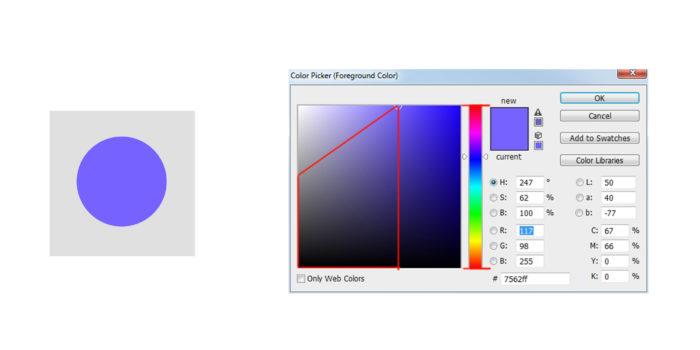 Color Picker (Foreground Color)
new
current
OK
Cancel
Add to Swatches
Color Libraries
H: 247 °
S: 62 %
B: 100 %
R: 117
G: 98
B: 255
L: 50
a: 40
b: -77
C: 67 %
M: 66 %
Y: 0 %
K: 0 %
# 7562ff
Only Web Colors